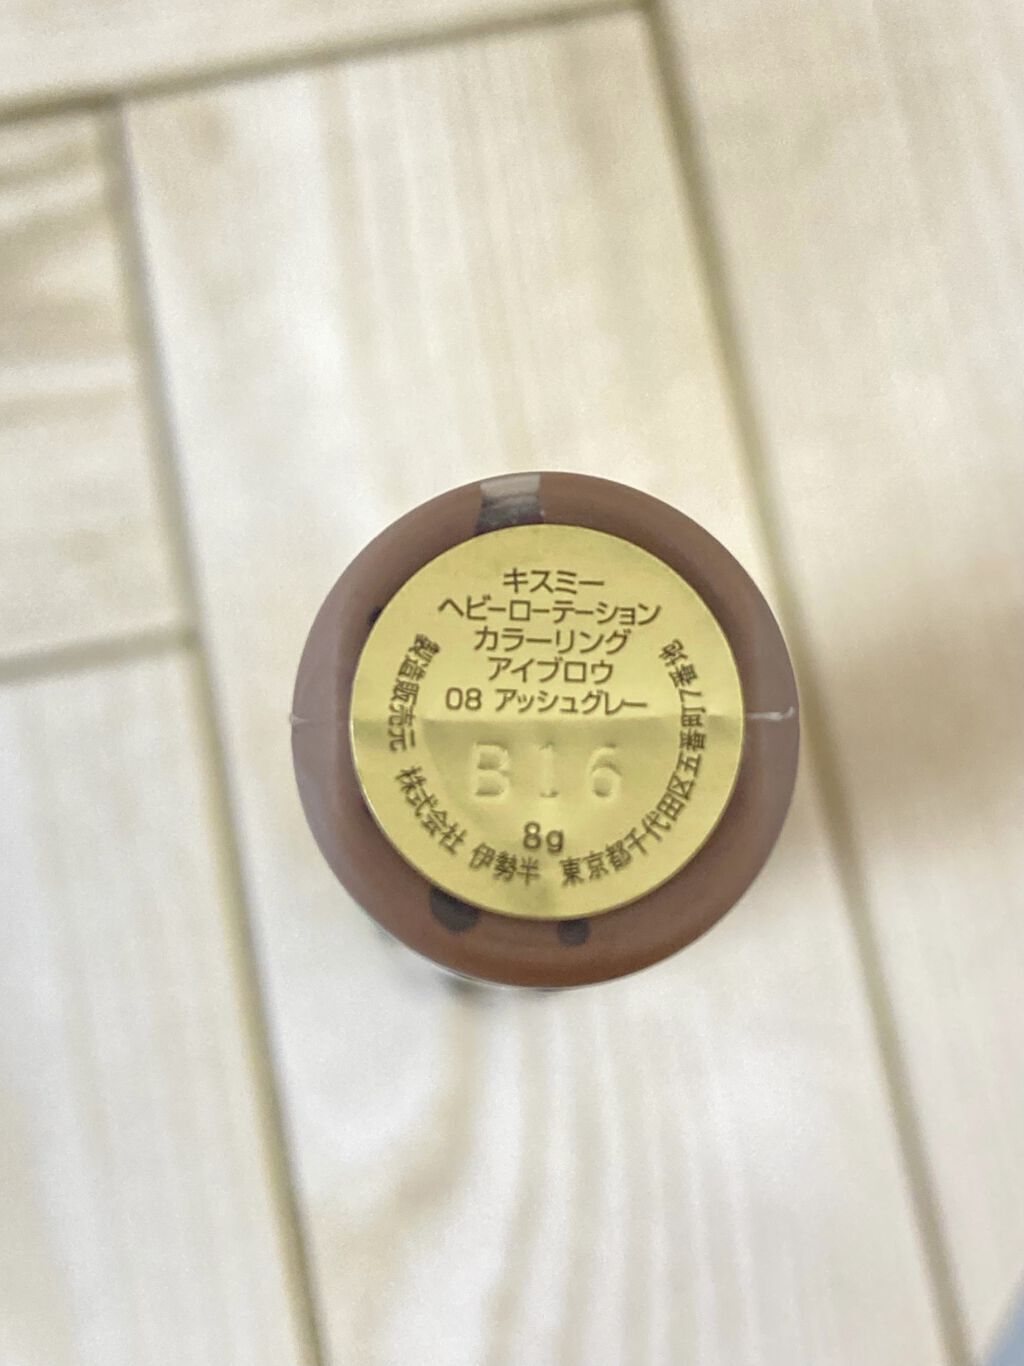 キスミー
ヘビーローテーション
カラーリング
アイブロウ
08 アッシュグレー
B16
8g
製造販売元 株式会社 伊勢半 東京都千代田区五番町7番地